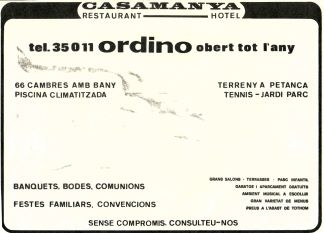 CASAMANYA
RESTAURANT HOTEL
tel. 35011 ordino obert tot l'any
66 CAMBRES AMB BANY
PISCINA CLIMATITZADA
TERRENY A PETANCA
TENNIS - JARDI PARC
GRANS SALONS - TERRASSES - PARC INFANTIL
GARATGE I APARCAMENT GRATUITS
AMBIENT MUSICAL A ESCOLLIR
GRAN VARIETAT DE MENUS
PREUS A L'ABAST DE TOTHOM
BANQUETS, BODES, COMUNIONS
FESTES FAMILIARS, CONVENCIONS
SENSE COMPROMIS. CONSULTEU-NOS